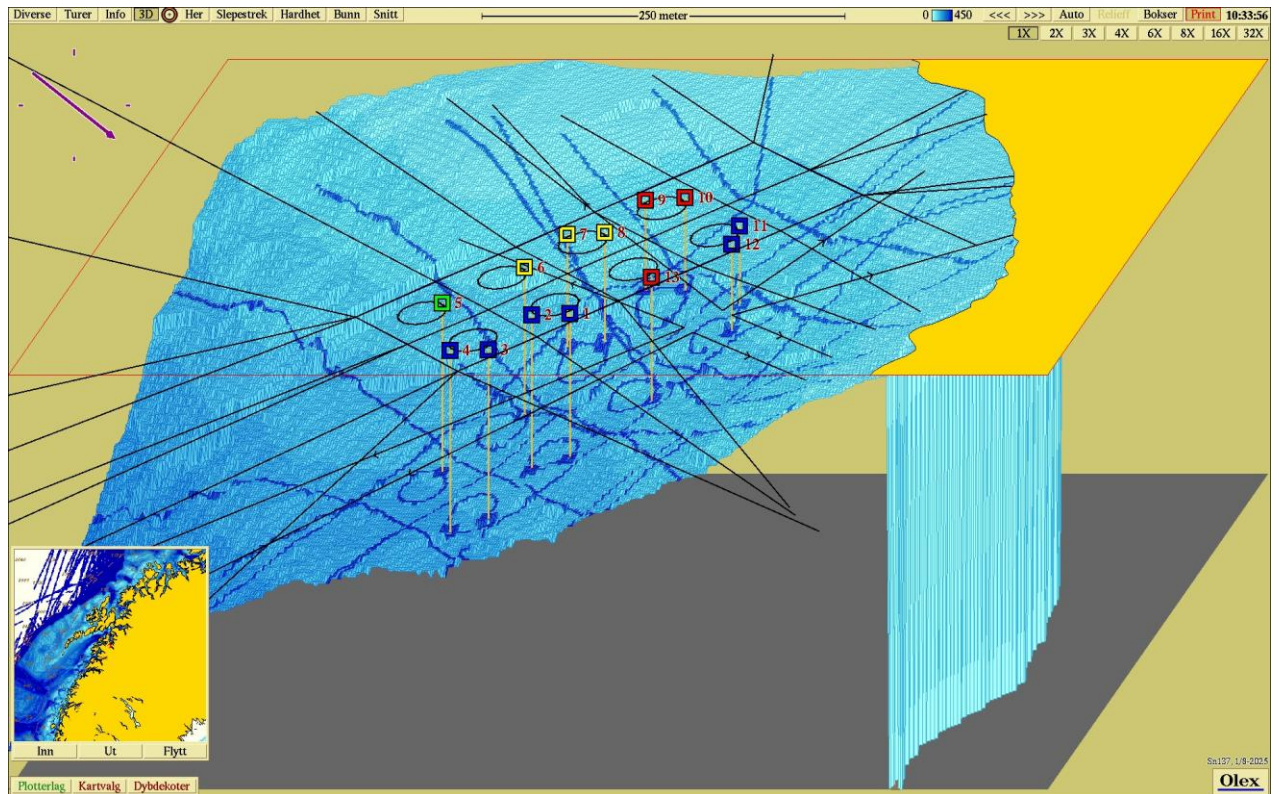 Diverse Turer Info 3D Her Slepestrek Hardhet Bunn Snitt 250 meter 0 450 <<< >>> Auto Relieff Bokser Print 10:33:56
1X 2X 3X 4X 6X 8X 16X 32X
9 10
11
7 8
12
6
13
5
2 1
4 3
Inn Ut Flytt
Sn137, 1/8-2025
Plotterlag Kartvalg Dybdekoter
Olex